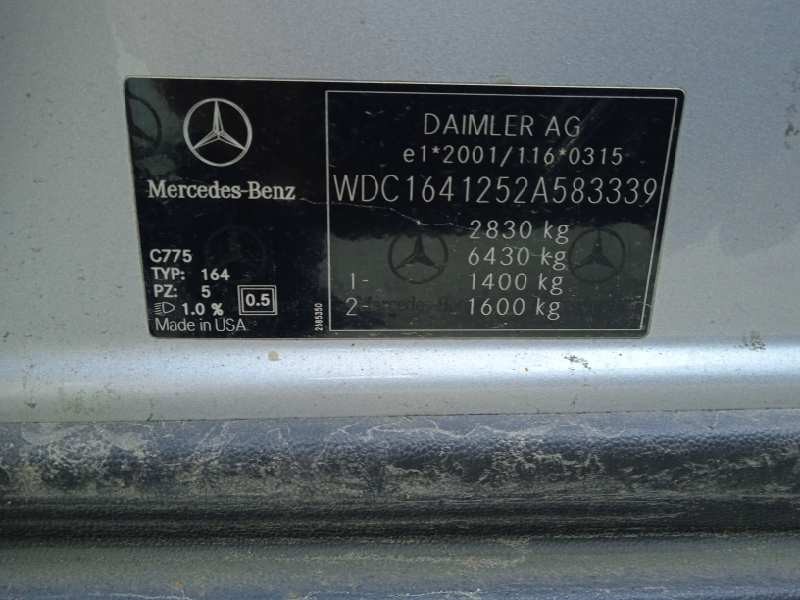 Mercedes-Benz
C775
TYP: 164
PZ: 5
1.0 %
0.5
Made in USA
2485350
DAIMLER AG
e1*2001/116*0315
WDC1641252A583339
2830 kg
6430 kg
1- 1400 kg
2- 1600 kg